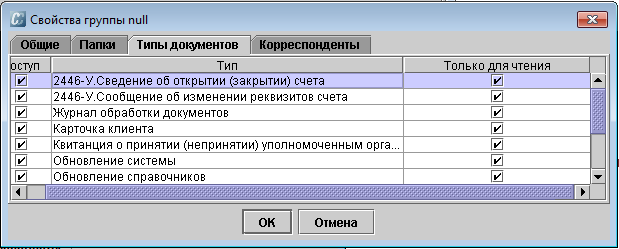 Свойства группы null
Общие Папки Типы документов Корреспонденты
оступ Тип Только для чтения
2446-У.Сведение об открытии (закрытии) счета
2446-У.Сообщение об изменении реквизитов счета
Журнал обработки документов
Карточка клиента
Квитанция о принятии (непринятии) уполномоченным орга...
Обновление системы
Обновление справочников
ОК Отмена